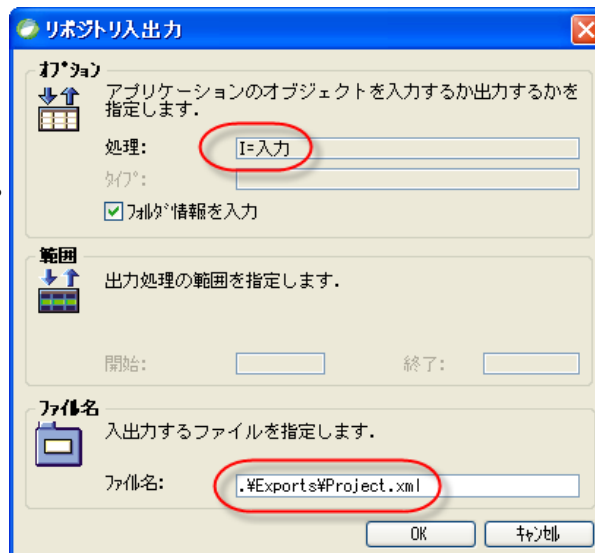 リポジトリ入出力
オプション
アプリケーションのオブジェクトを入力するか出力するかを
指定します.
処理:
I=入力
タイプ:
フォルダ情報を入力
範囲
出力処理の範囲を指定します.
開始:
終了:
ファイル名
入出力するファイルを指定します.
ファイル名:
.¥Exports¥Project.xml
OK
キャンセル